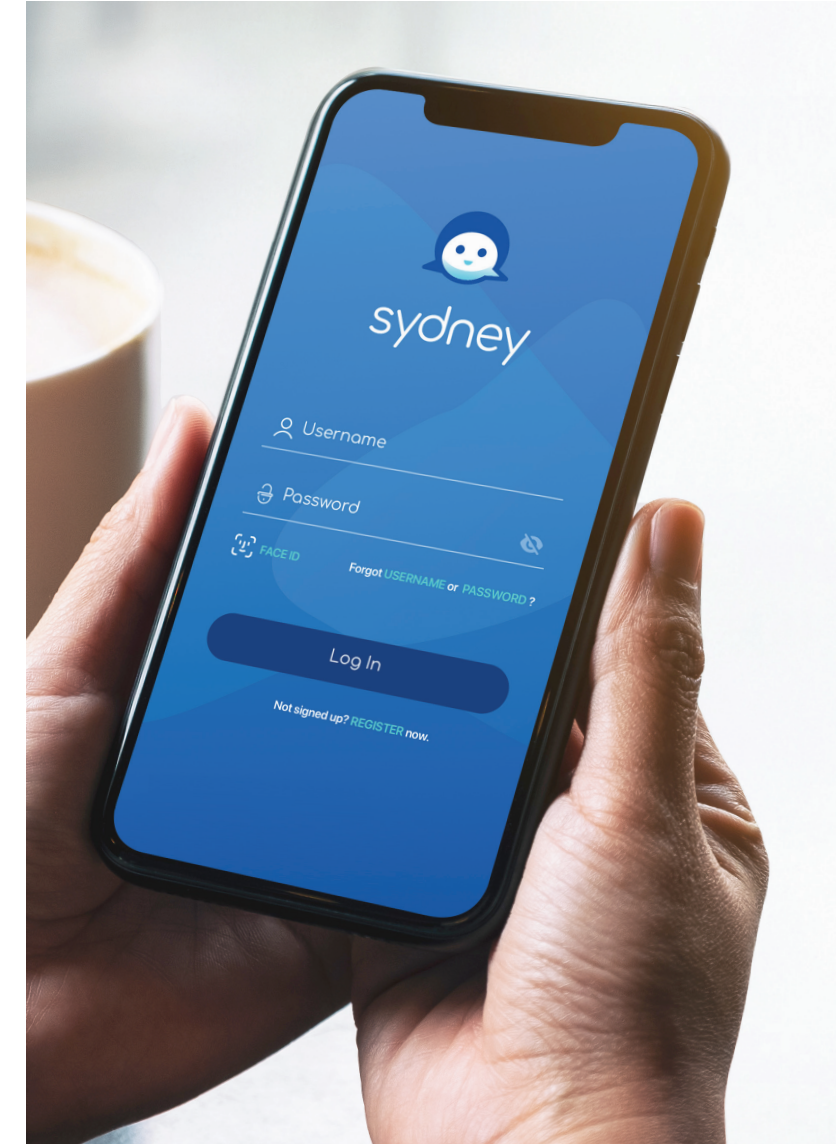 sydney
Username
Password
FACE ID
Forgot USERNAME or PASSWORD ?
Log In
Not signed up? REGISTER now.